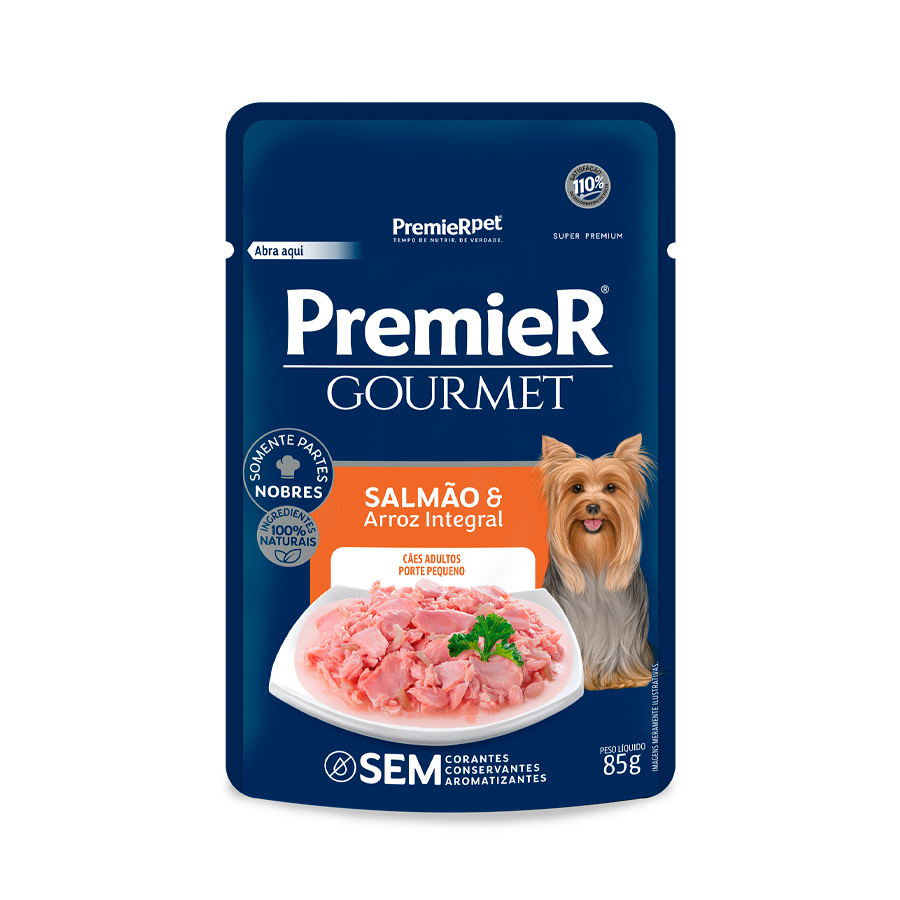 SATISFAÇÃO
110%
PremieRpet®
TEMPO DE NUTRIR. DE VERDADE.
SUPER PREMIUM
Abra aqui
PremieR®
GOURMET
SOMENTE PARTES
NOBRES
INGREDIENTES
100%
NATURAIS
SALMÃO &
Arroz Integral
CÃES ADULTOS
PORTE PEQUENO
SEM
CORANTES
CONSERVANTES
AROMATIZANTES
PESO LÍQUIDO
85g
IMAGENS MERAMENTE ILUSTRATIVAS.